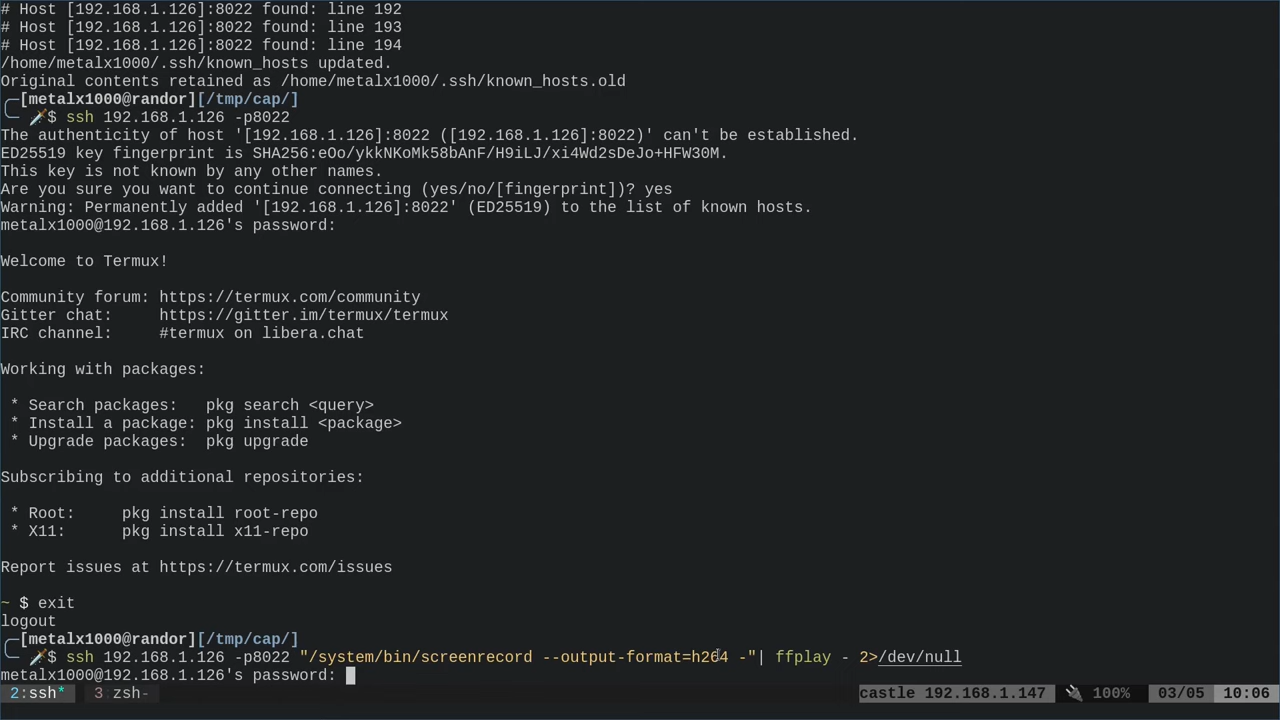 # Host [192.168.1.126]:8022 found: line 192
# Host [192.168.1.126]:8022 found: line 193
# Host [192.168.1.126]:8022 found: line 194
/home/metalx1000/.ssh/known_hosts updated.
Original contents retained as /home/metalx1000/.ssh/known_hosts.old
[metalx1000@randor][/tmp/cap/]
$ ssh 192.168.1.126 -p8022
The authenticity of host '[192.168.1.126]:8022 ([192.168.1.126]:8022)' can't be established.
ED25519 key fingerprint is SHA256:eOo/ykkNKoMk58bAnF/H9iLJ/xi4Wd2sDeJo+HFW30M.
This key is not known by any other names.
Are you sure you want to continue connecting (yes/no/[fingerprint])? yes
Warning: Permanently added '[192.168.1.126]:8022' (ED25519) to the list of known hosts.
metalx1000@192.168.1.126's password:
Welcome to Termux!
Community forum: https://termux.com/community
Gitter chat:     https://gitter.im/termux/termux
IRC channel:     #termux on libera.chat
Working with packages:
 * Search packages:   pkg search <query>
 * Install a package: pkg install <package>
 * Upgrade packages:  pkg upgrade
Subscribing to additional repositories:
 * Root:     pkg install root-repo
 * X11:      pkg install x11-repo
Report issues at https://termux.com/issues
~ $ exit
logout
[metalx1000@randor][/tmp/cap/]
$ ssh 192.168.1.126 -p8022 "/system/bin/screenrecord --output-format=h264 -"| ffplay - 2>/dev/null
metalx1000@192.168.1.126's password:
2:ssh* 3:zsh- castle 192.168.1.147 100% 03/05 10:06